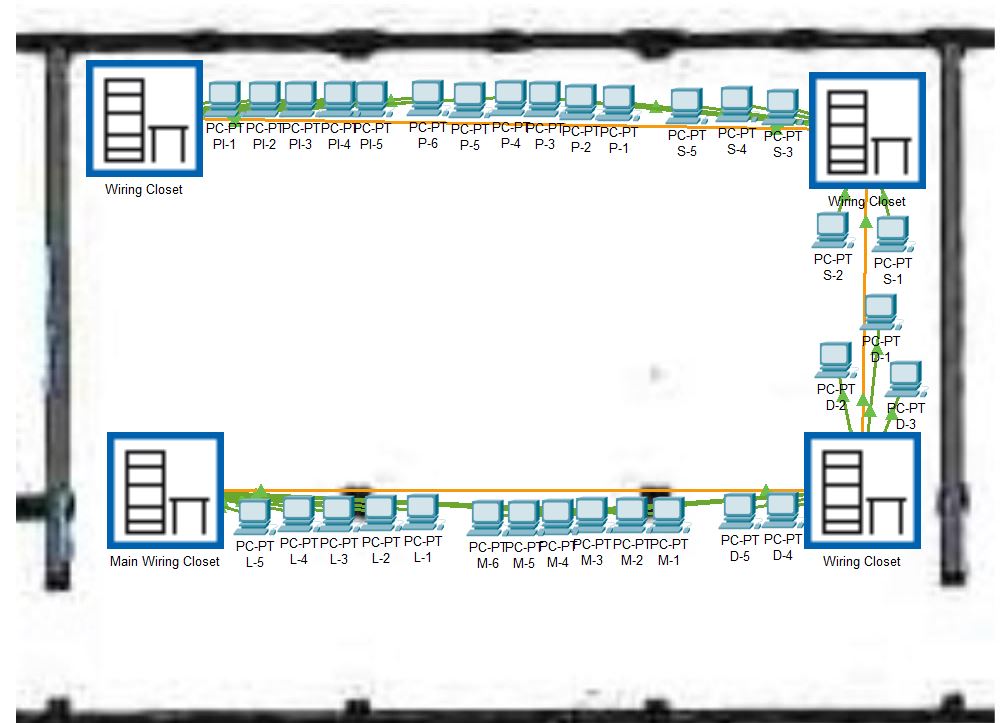 PC-PT PC-PT PC-PT PC-PT PC-PT PC-PT PC-PT PC-PT PC-PT PC-PT PC-PT PC-PT PC-PT PC-PT
PI-1 PI-2 PI-3 PI-4 PI-5 P-6 P-5 P-4 P-3 P-2 P-1 S-5 S-4 S-3
Wiring Closet
Wiring Closet
PC-PT
S-2
PC-PT
S-1
PC-PT
D-1
PC-PT
D-2
PC-PT
D-3
PC-PT PC-PT PC-PT PC-PT PC-PT PC-PT PC-PT PC-PT PC-PT PC-PT PC-PT PC-PT PC-PT
L-5 L-4 L-3 L-2 L-1 M-6 M-5 M-4 M-3 M-2 M-1 D-5 D-4
Main Wiring Closet
Wiring Closet